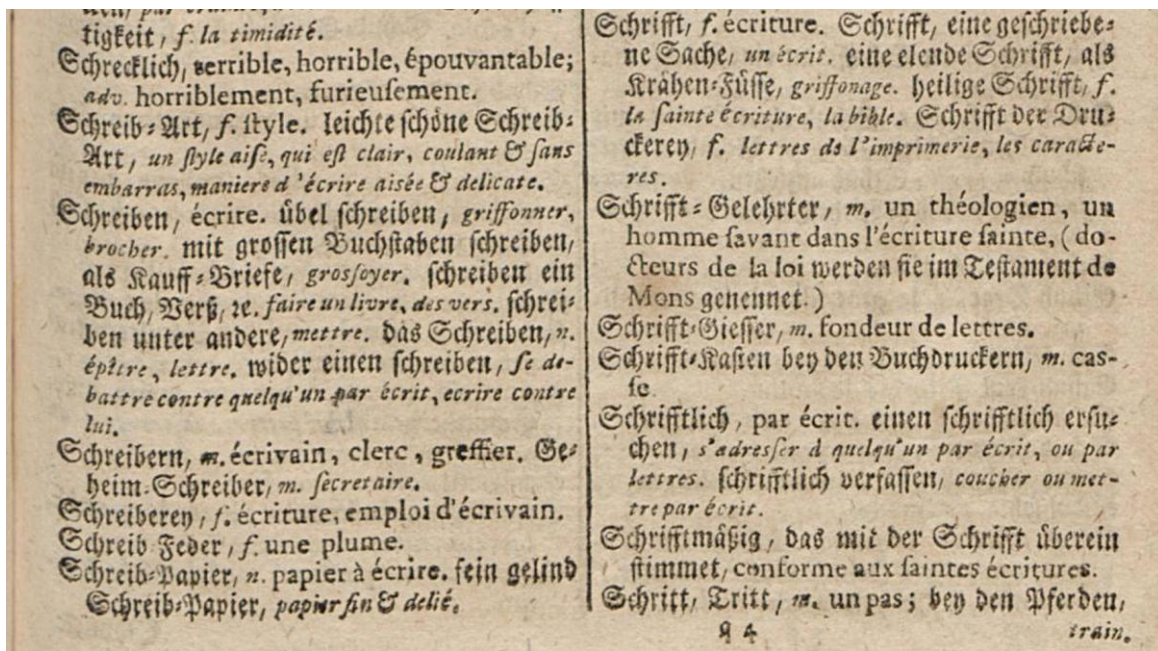 tigkeit, f. la timidité.
Schrecklich, terrible, horrible, épouvantable;
adv. horriblement, furieuſement.
Schreib-Art, f. ſtyle. leichte ſchöne Schreib-
Art, un ſtyle aiſé, qui eſt clair, coulant & ſans
embarras, maniere d'écrire aisée & delicate.
Schreiben, écrire. übel ſchreiben, griffonner,
brocher. mit groſſen Buchſtaben ſchreiben,
als Kauff-Briefe, grosſoyer. ſchreiben ein
Buch, Verß, ꝛc. faire un livre, des vers. ſchrei-
ben unter andere, mettre. das Schreiben, n.
épître, lettre. wider einen ſchreiben, ſe de-
battre contre quelqu'un par écrit, ecrire contre
lui.
Schreibern, m. écrivain, clerc, greffier. Ge-
heim-Schreiber, m. ſecretaire.
Schreiberey, f. écriture, emploi d'écrivain.
Schreib Feder, f. une plume.
Schreib-Papier, n. papier à écrire. fein gelind
Schreib-Papier, papier fin & delié.
Schrifft, f. écriture. Schrifft, eine geſchriebe-
ne Sache, un écrit. eine elende Schrifft, als
Krähen-Füſſe, griffonage. heilige Schrifft, f.
la ſainte écriture, la bible. Schrifft der Dru-
ckerey, f. lettres de l'imprimerie, les caracte-
res.
Schrifft-Gelehrter, m. un théologien, un
homme ſavant dans l'écriture ſainte, (do-
cteurs de la loi werden ſie im Teſtament de
Mons genennet.)
Schrifft-Gieſſer, m. fondeur de lettres.
Schrifft-Kaſten bey den Buchdruckern, m. caſ-
ſe.
Schrifftlich, par écrit. einen ſchrifftlich erſu-
chen, s'adresſer à quelqu'un par écrit, ou par
lettres. ſchrifftlich verfaſſen, coucher ou met-
tre par écrit.
Schrifftmäßig, das mit der Schrifft überein
ſtimmet, conforme aux ſaintes écritures.
Schritt, Tritt, m. un pas; bey den Pferden,
4 train.